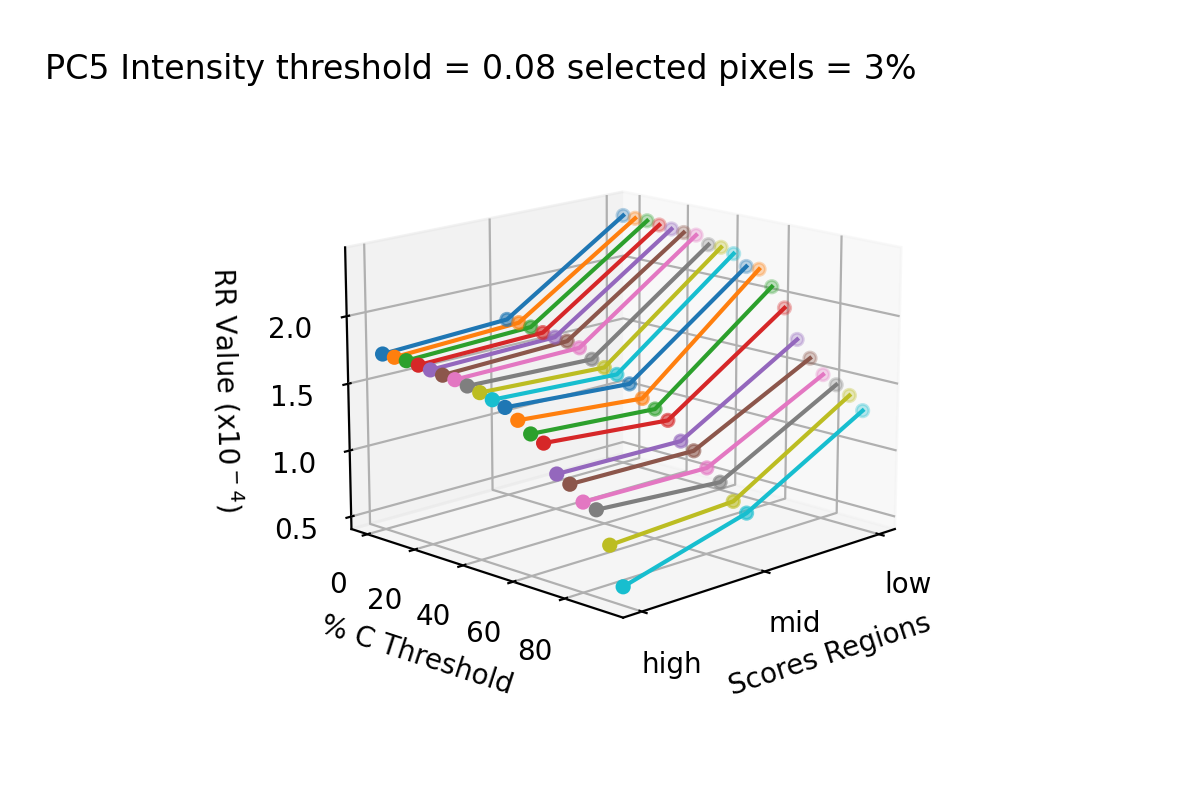 PC5 Intensity threshold = 0.08 selected pixels = 3%
RR Value (x10⁻⁴)
2.0
1.5
1.0
0.5
0
20
40
60
80
% C Threshold
high
mid
low
Scores Regions